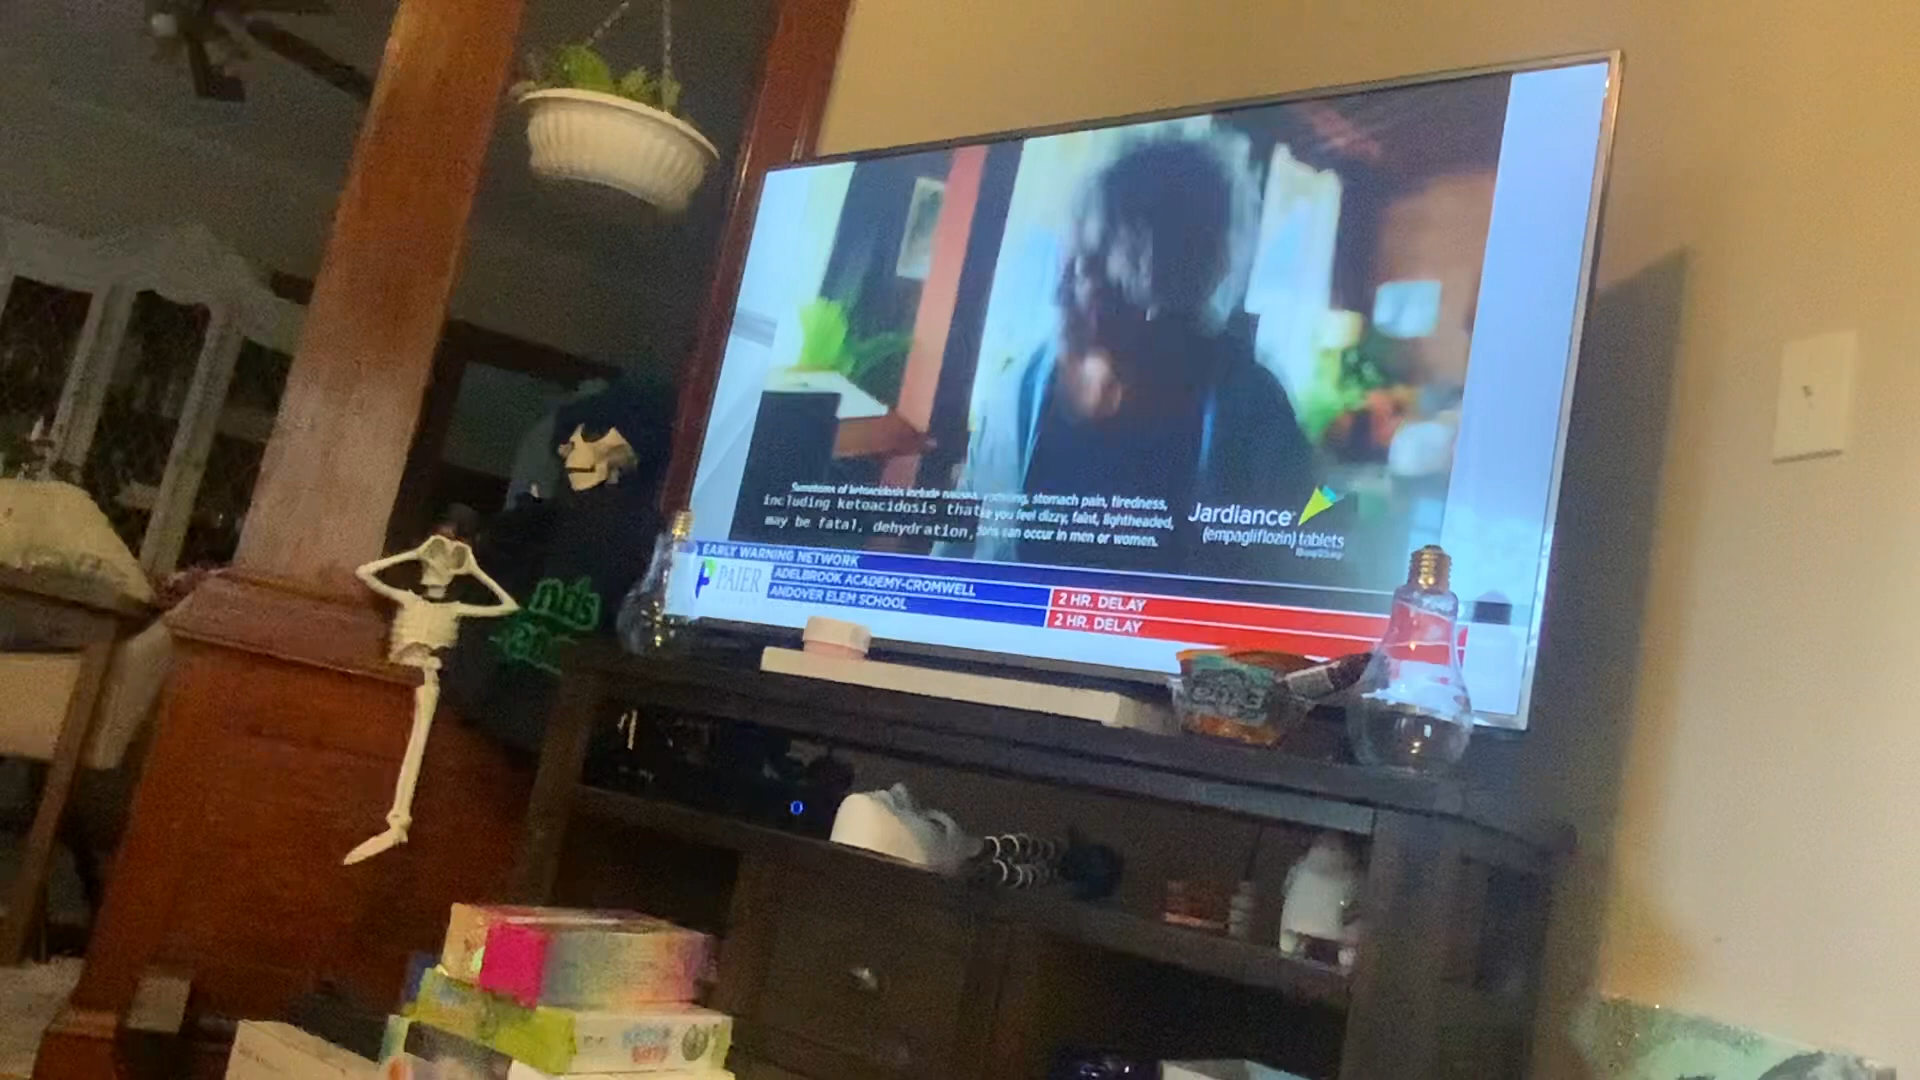 Symptoms of ketoacidosis include nausea, vomiting, stomach pain, tiredness,
including ketoacidosis that
you feel dizzy, faint, lightheaded,
may be fatal, dehydration,
can occur in men or women.
Jardiance
(empagliflozin) tablets
EARLY WARNING NETWORK
PAIER
ADELBROOK ACADEMY-CROMWELL
2 HR. DELAY
ANDOVER ELEM SCHOOL
2 HR. DELAY